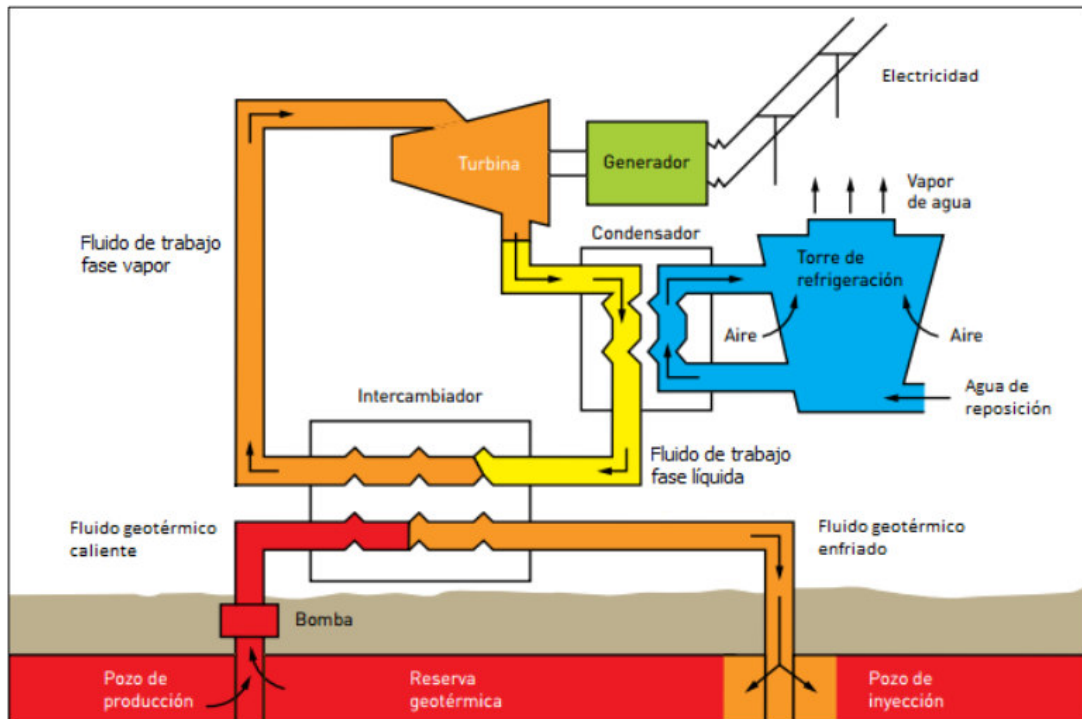 Electricidad
Turbina
Generador
Vapor
de agua
Fluido de trabajo
fase vapor
Condensador
Torre de
refrigeración
Aire
Aire
Intercambiador
Agua de
reposición
Fluido de trabajo
fase líquida
Fluido geotérmico
caliente
Fluido geotérmico
enfriado
Bomba
Pozo de
producción
Reserva
geotérmica
Pozo de
inyección